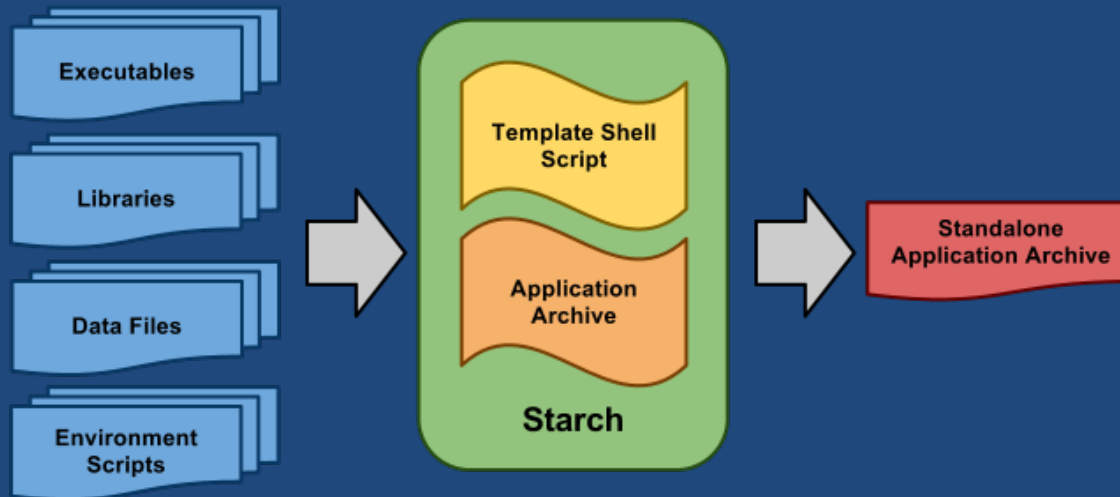 Executables
Libraries
Data Files
Environment
Scripts
Template Shell
Script
Application
Archive
Starch
Standalone
Application Archive